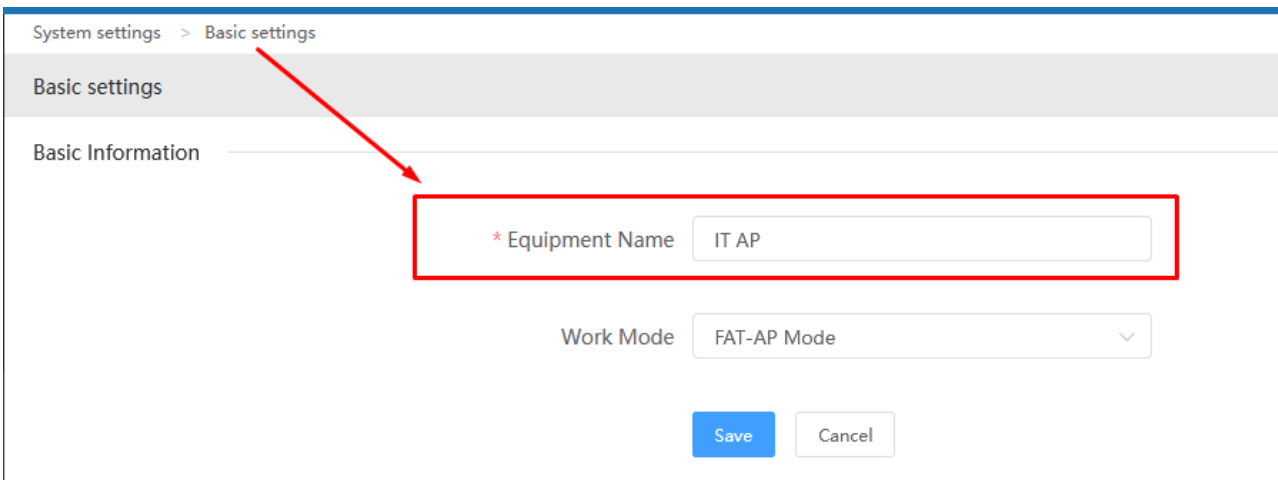 System settings > Basic settings
Basic settings
Basic Information
* Equipment Name IT AP
Work Mode FAT-AP Mode
Save Cancel